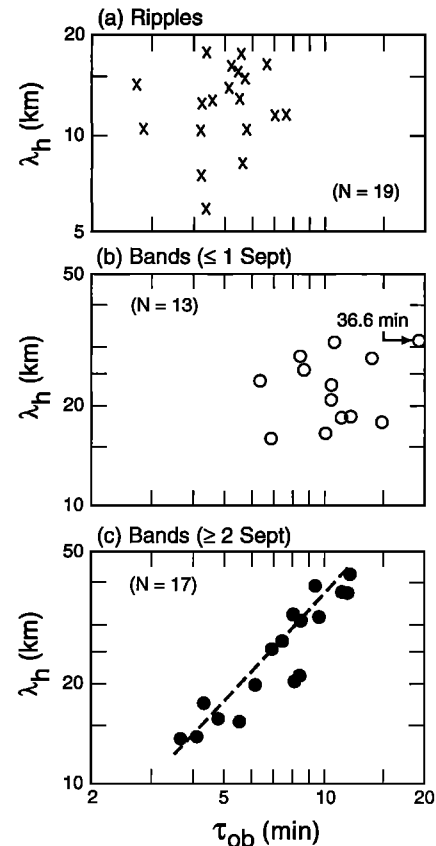 (a) Ripples
20
10
5
λh (km)
(N = 19)
(b) Bands (≤ 1 Sept)
50
20
10
λh (km)
(N = 13)
36.6 min
(c) Bands (≥ 2 Sept)
50
20
10
λh (km)
(N = 17)
2 5 10 20
τob (min)